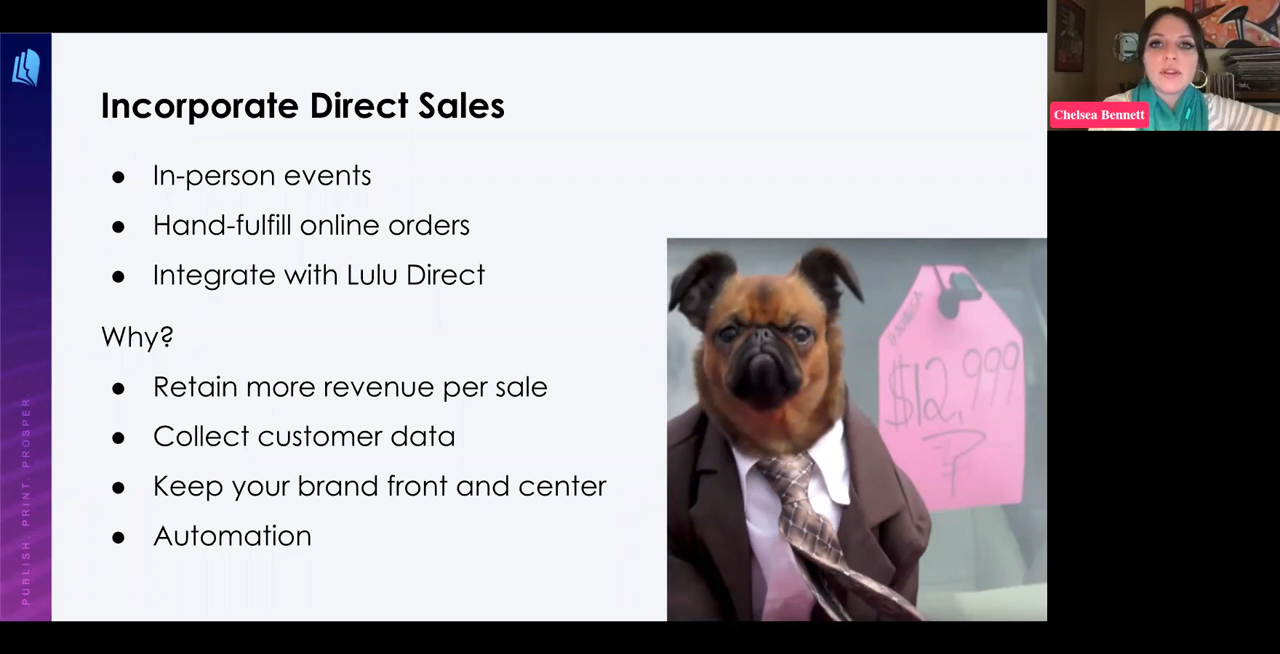 Incorporate Direct Sales
● In-person events
● Hand-fulfill online orders
● Integrate with Lulu Direct
Why?
● Retain more revenue per sale
● Collect customer data
● Keep your brand front and center
● Automation
PUBLISH. PRINT. PROSPER
$12,999
Chelsea Bennett